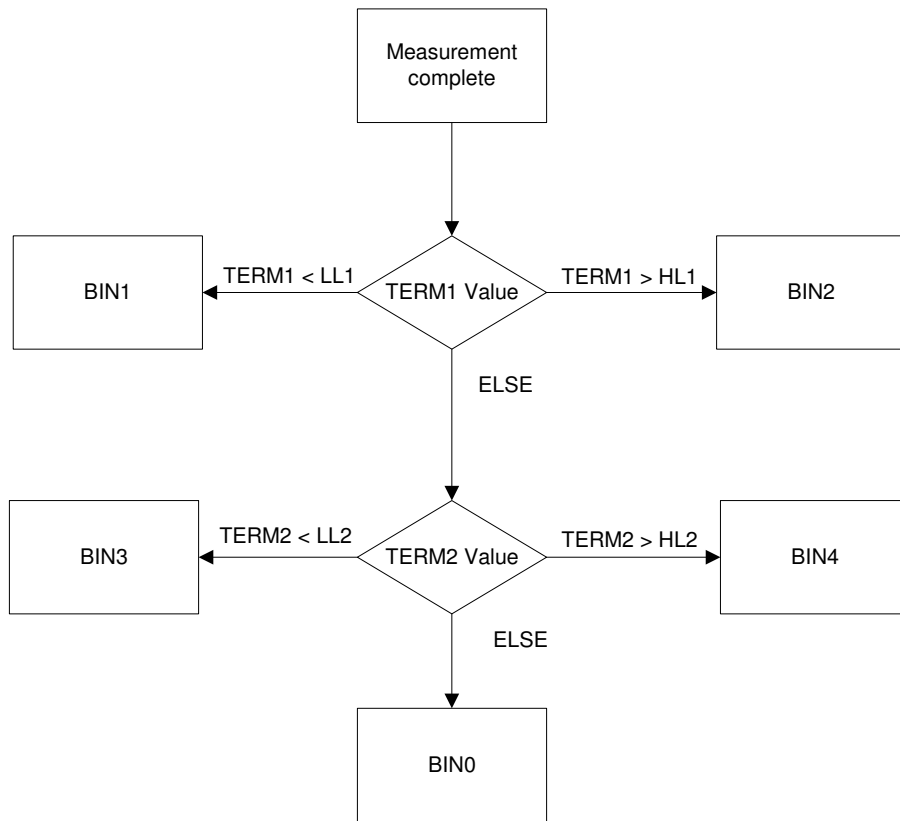 Measurement
complete
TERM1 < LL1
TERM1 > HL1
BIN1
TERM1 Value
BIN2
ELSE
TERM2 < LL2
TERM2 > HL2
BIN3
TERM2 Value
BIN4
ELSE
BIN0